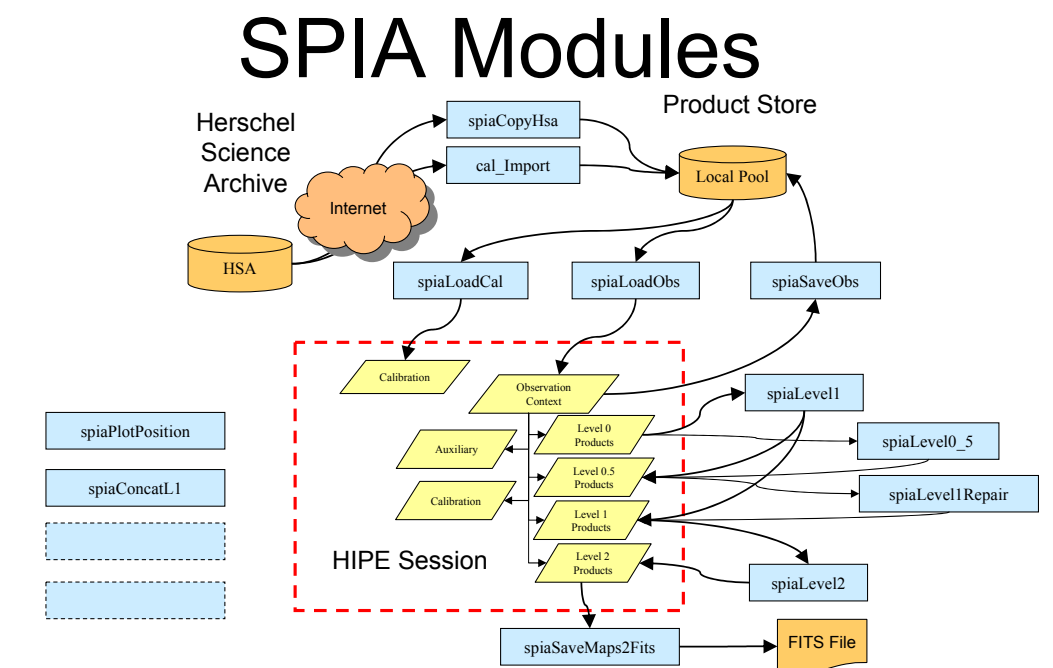 SPIA Modules
Herschel
Science
Archive
spiaCopyHsa
Product Store
cal_Import
Local Pool
Internet
HSA
spiaLoadCal
spiaLoadObs
spiaSaveObs
Calibration
Observation
Context
spiaLevel1
Level 0
Products
spiaPlotPosition
Auxiliary
spiaLevel0_5
Level 0.5
Products
spiaConcatL1
Calibration
spiaLevel1Repair
Level 1
Products
HIPE Session
Level 2
Products
spiaLevel2
spiaSaveMaps2Fits
FITS File